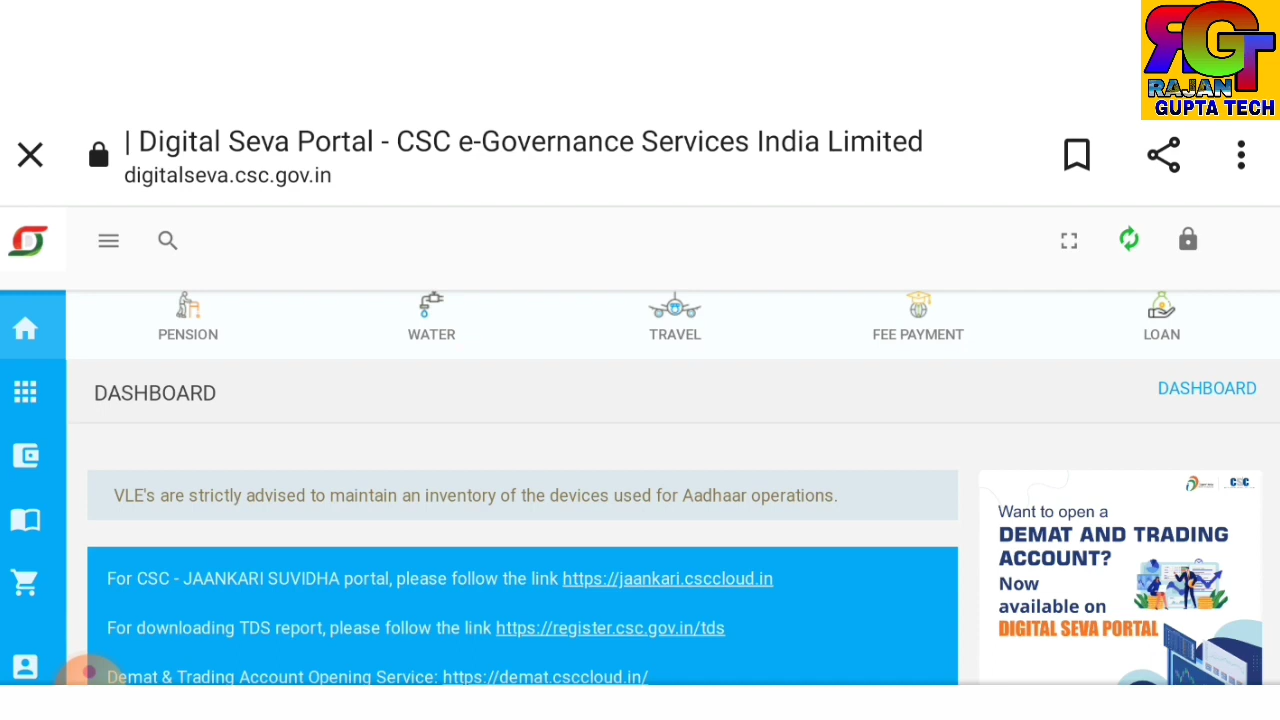 RGT
RAJAN
GUPTA TECH
| Digital Seva Portal - CSC e-Governance Services India Limited
digitalseva.csc.gov.in
PENSION
WATER
TRAVEL
FEE PAYMENT
LOAN
DASHBOARD
DASHBOARD
VLE's are strictly advised to maintain an inventory of the devices used for Aadhaar operations.
For CSC - JAANKARI SUVIDHA portal, please follow the link https://jaankari.csccloud.in
For downloading TDS report, please follow the link https://register.csc.gov.in/tds
Demat & Trading Account Opening Service: https://demat.csccloud.in/
CSC
Want to open a
DEMAT AND TRADING
ACCOUNT?
Now
available on
DIGITAL SEVA PORTAL